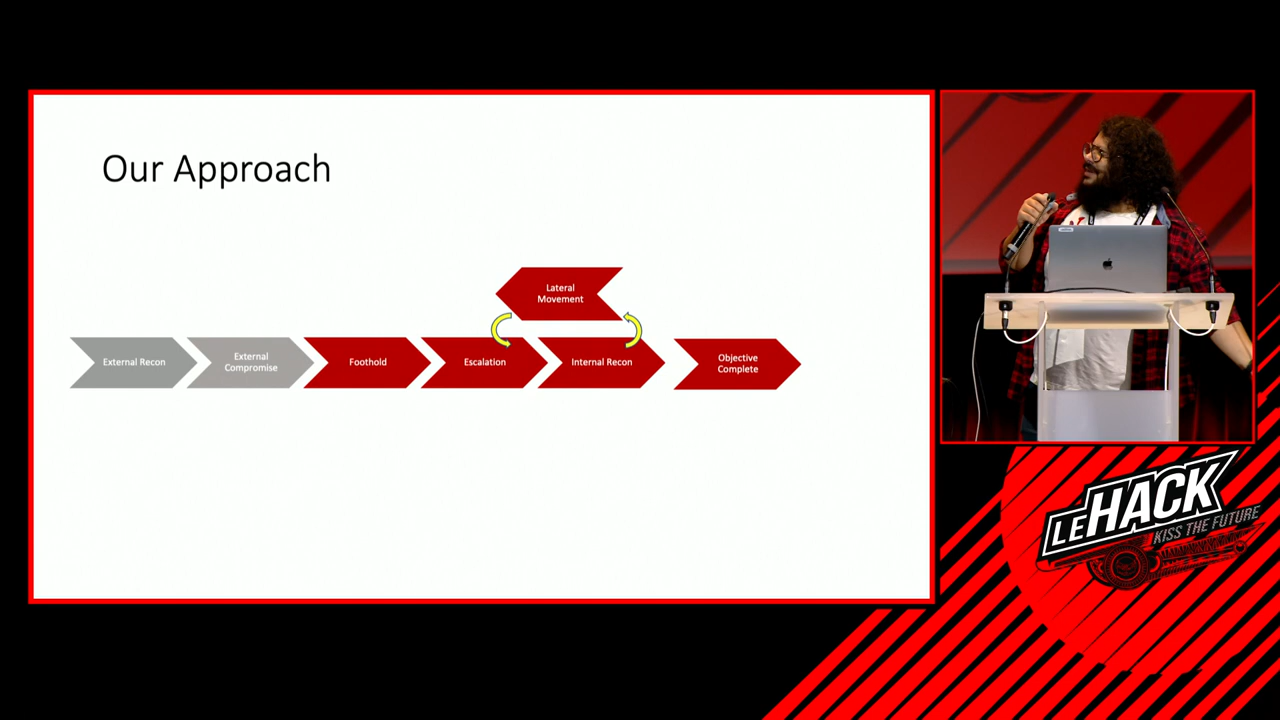 Our Approach
Lateral
Movement
External Recon
External
Compromise
Foothold
Escalation
Internal Recon
Objective
Complete
LEHACK
KISS THE FUTURE